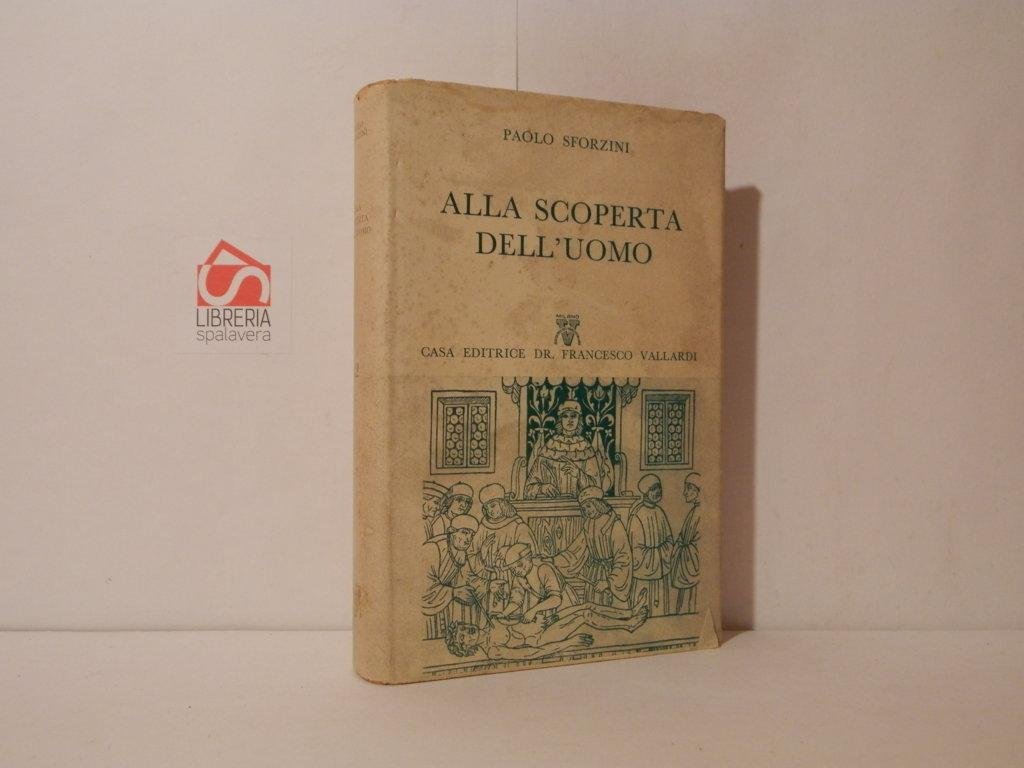 PAOLO SFORZINI
ALLA SCOPERTA
DELL'UOMO
MILANO
CASA EDITRICE DR. FRANCESCO VALLARDI
LIBRERIA
spalavera